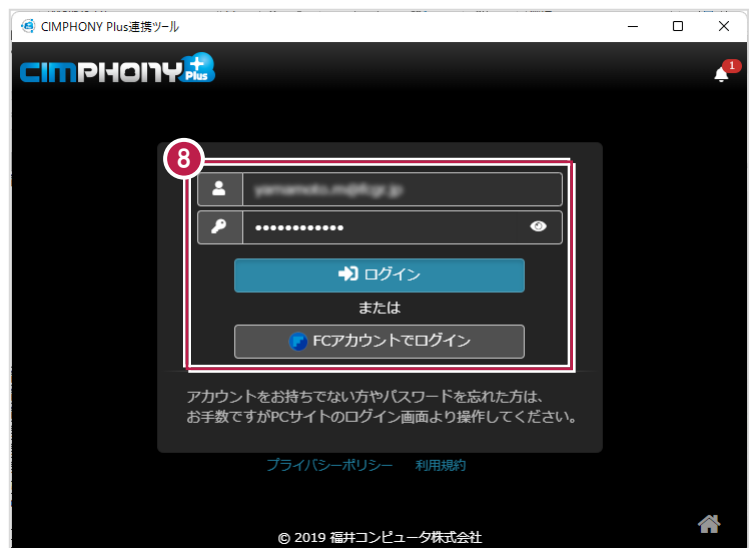 CIMPHONY Plus連携ツール
CIMPHONY Plus
1
8
••••••••••••
ログイン
または
FCアカウントでログイン
アカウントをお持ちでない方やパスワードを忘れた方は、
お手数ですがPCサイトのログイン画面より操作してください。
プライバシーポリシー 利用規約
© 2019 福井コンピュータ株式会社